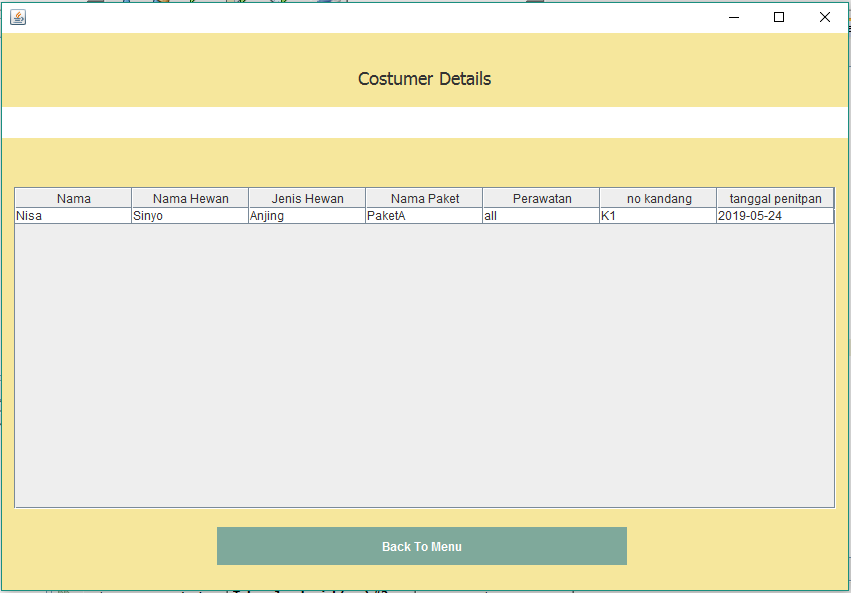 Costumer Details
Nama Nama Hewan Jenis Hewan Nama Paket Perawatan no kandang tanggal penitpan
Nisa Sinyo Anjing PaketA all K1 2019-05-24
Back To Menu